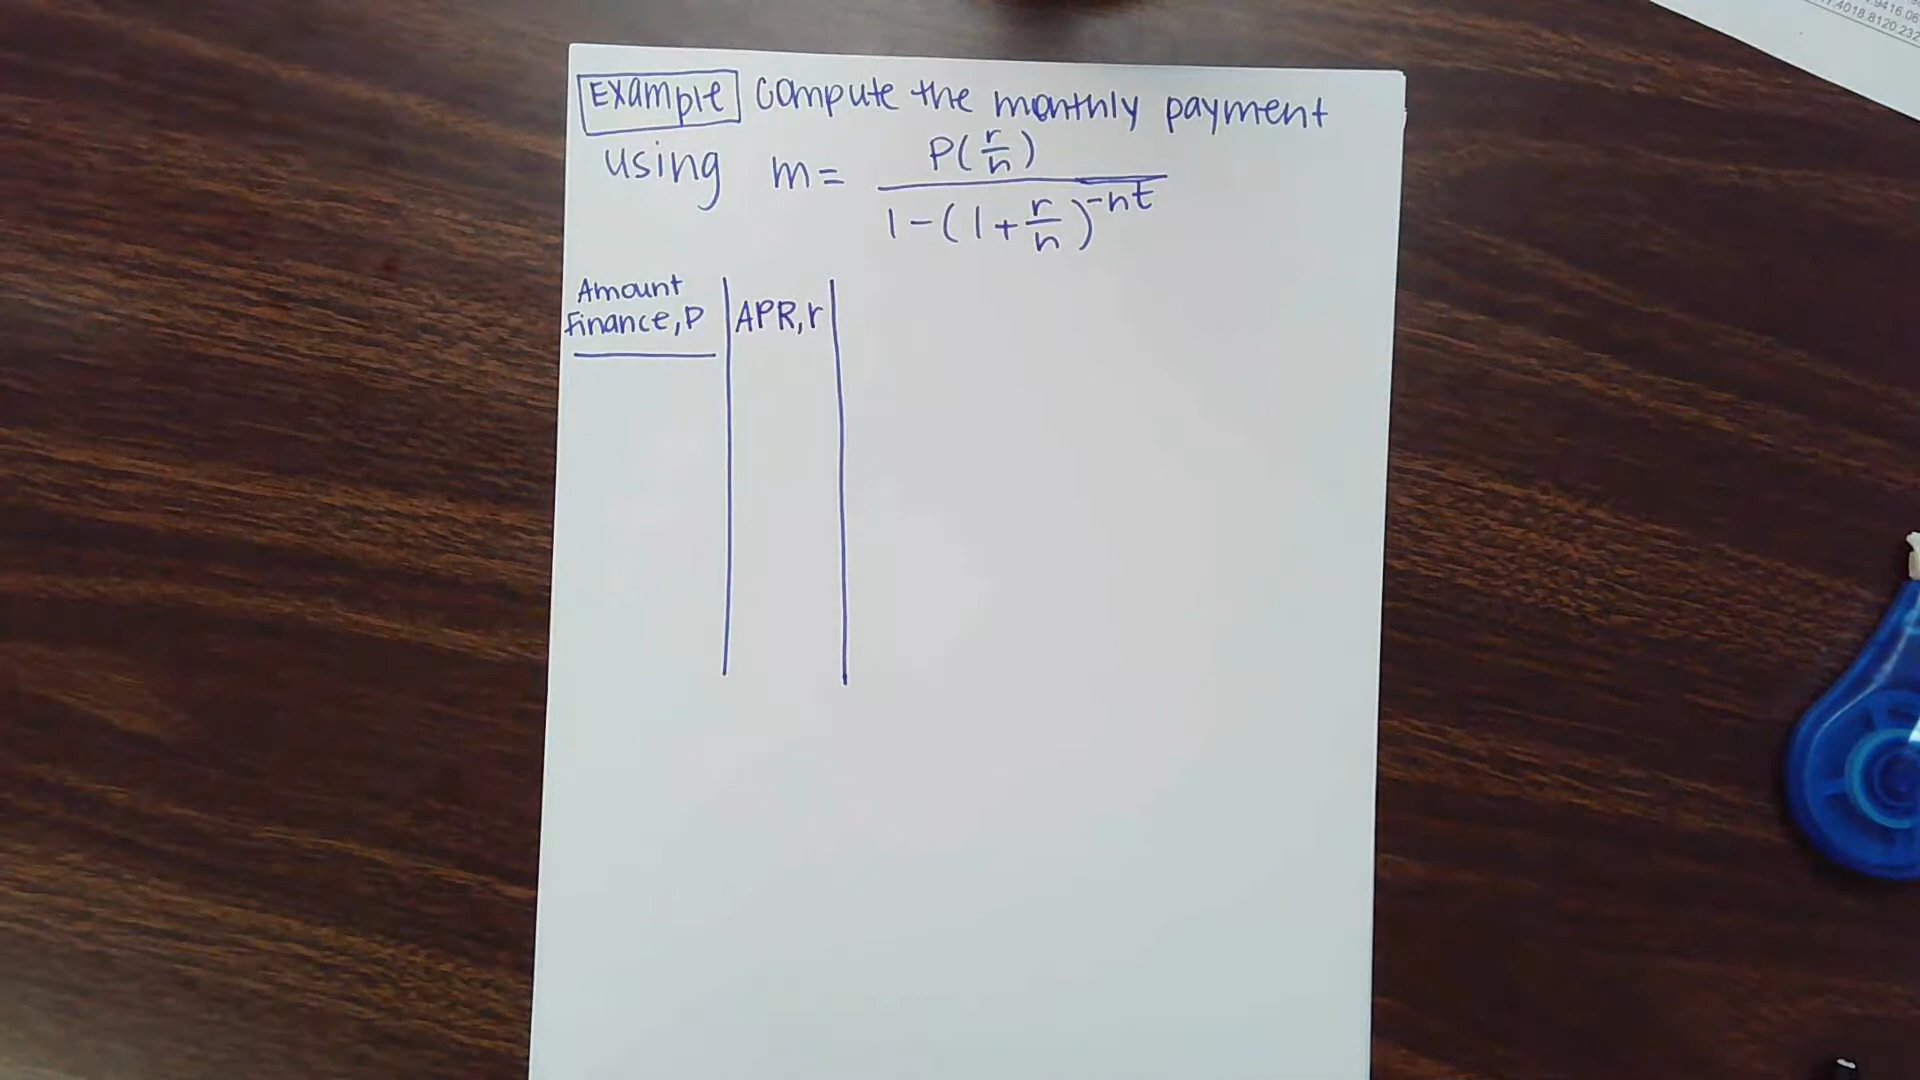 Example Compute the monthly payment
using m = P(r/n) / 1-(1+r/n)^-nt
Amount
Finance, P
APR, r